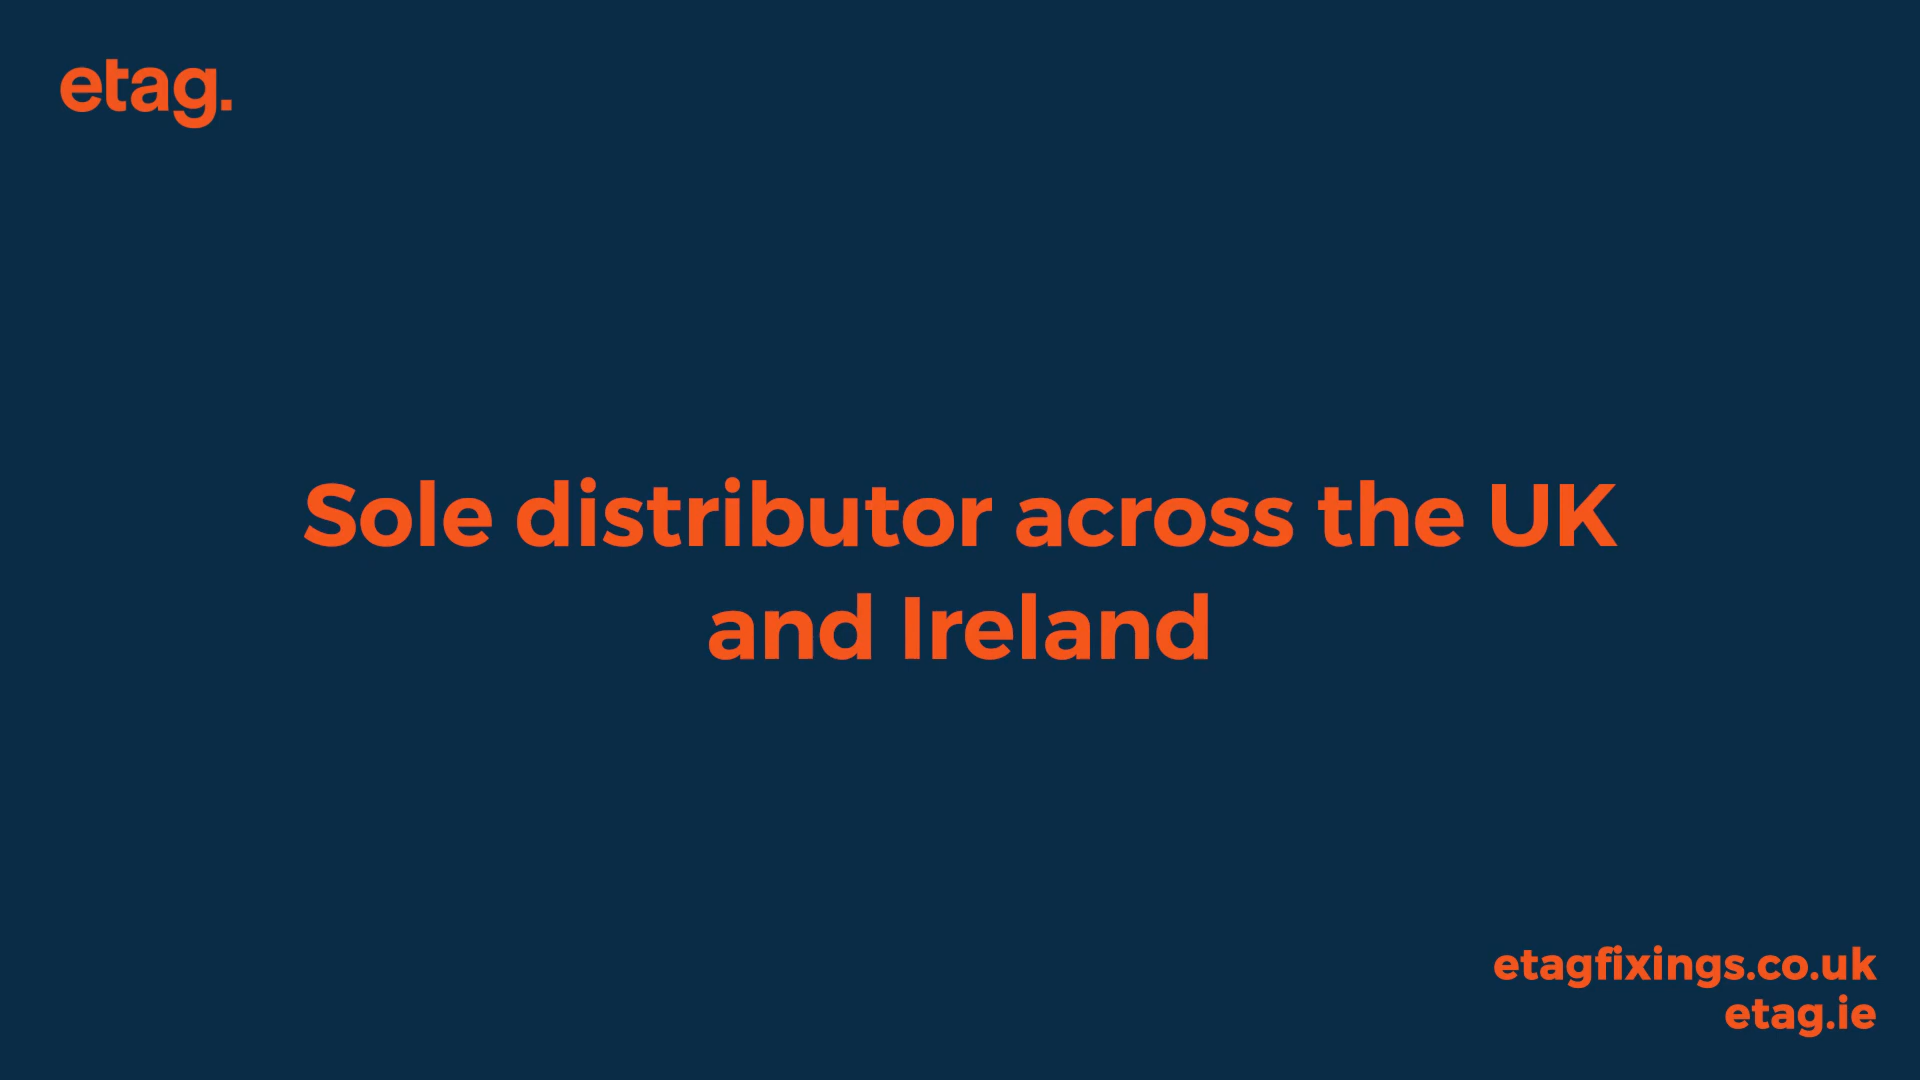 etag.
Sole distributor across the UK
and Ireland
etagfixings.co.uk
etag.ie